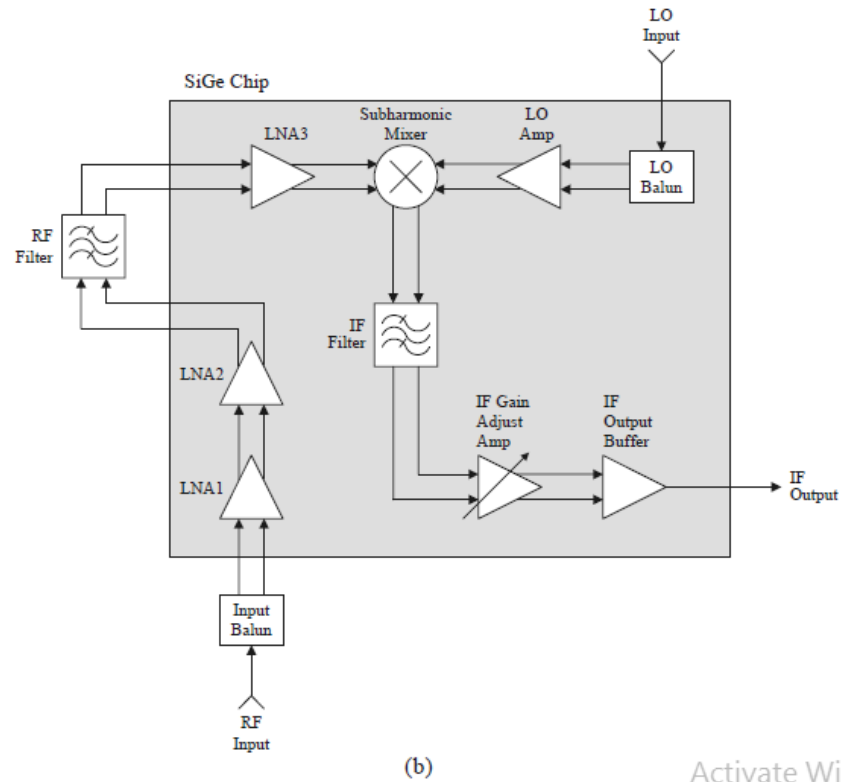 LO
Input
SiGe Chip
LNA3
Subharmonic
Mixer
LO
Amp
LO
Balun
RF
Filter
IF
Filter
LNA2
IF Gain
Adjust
Amp
IF
Output
Buffer
LNA1
IF
Output
Input
Balun
RF
Input
(b)
Activate Wi